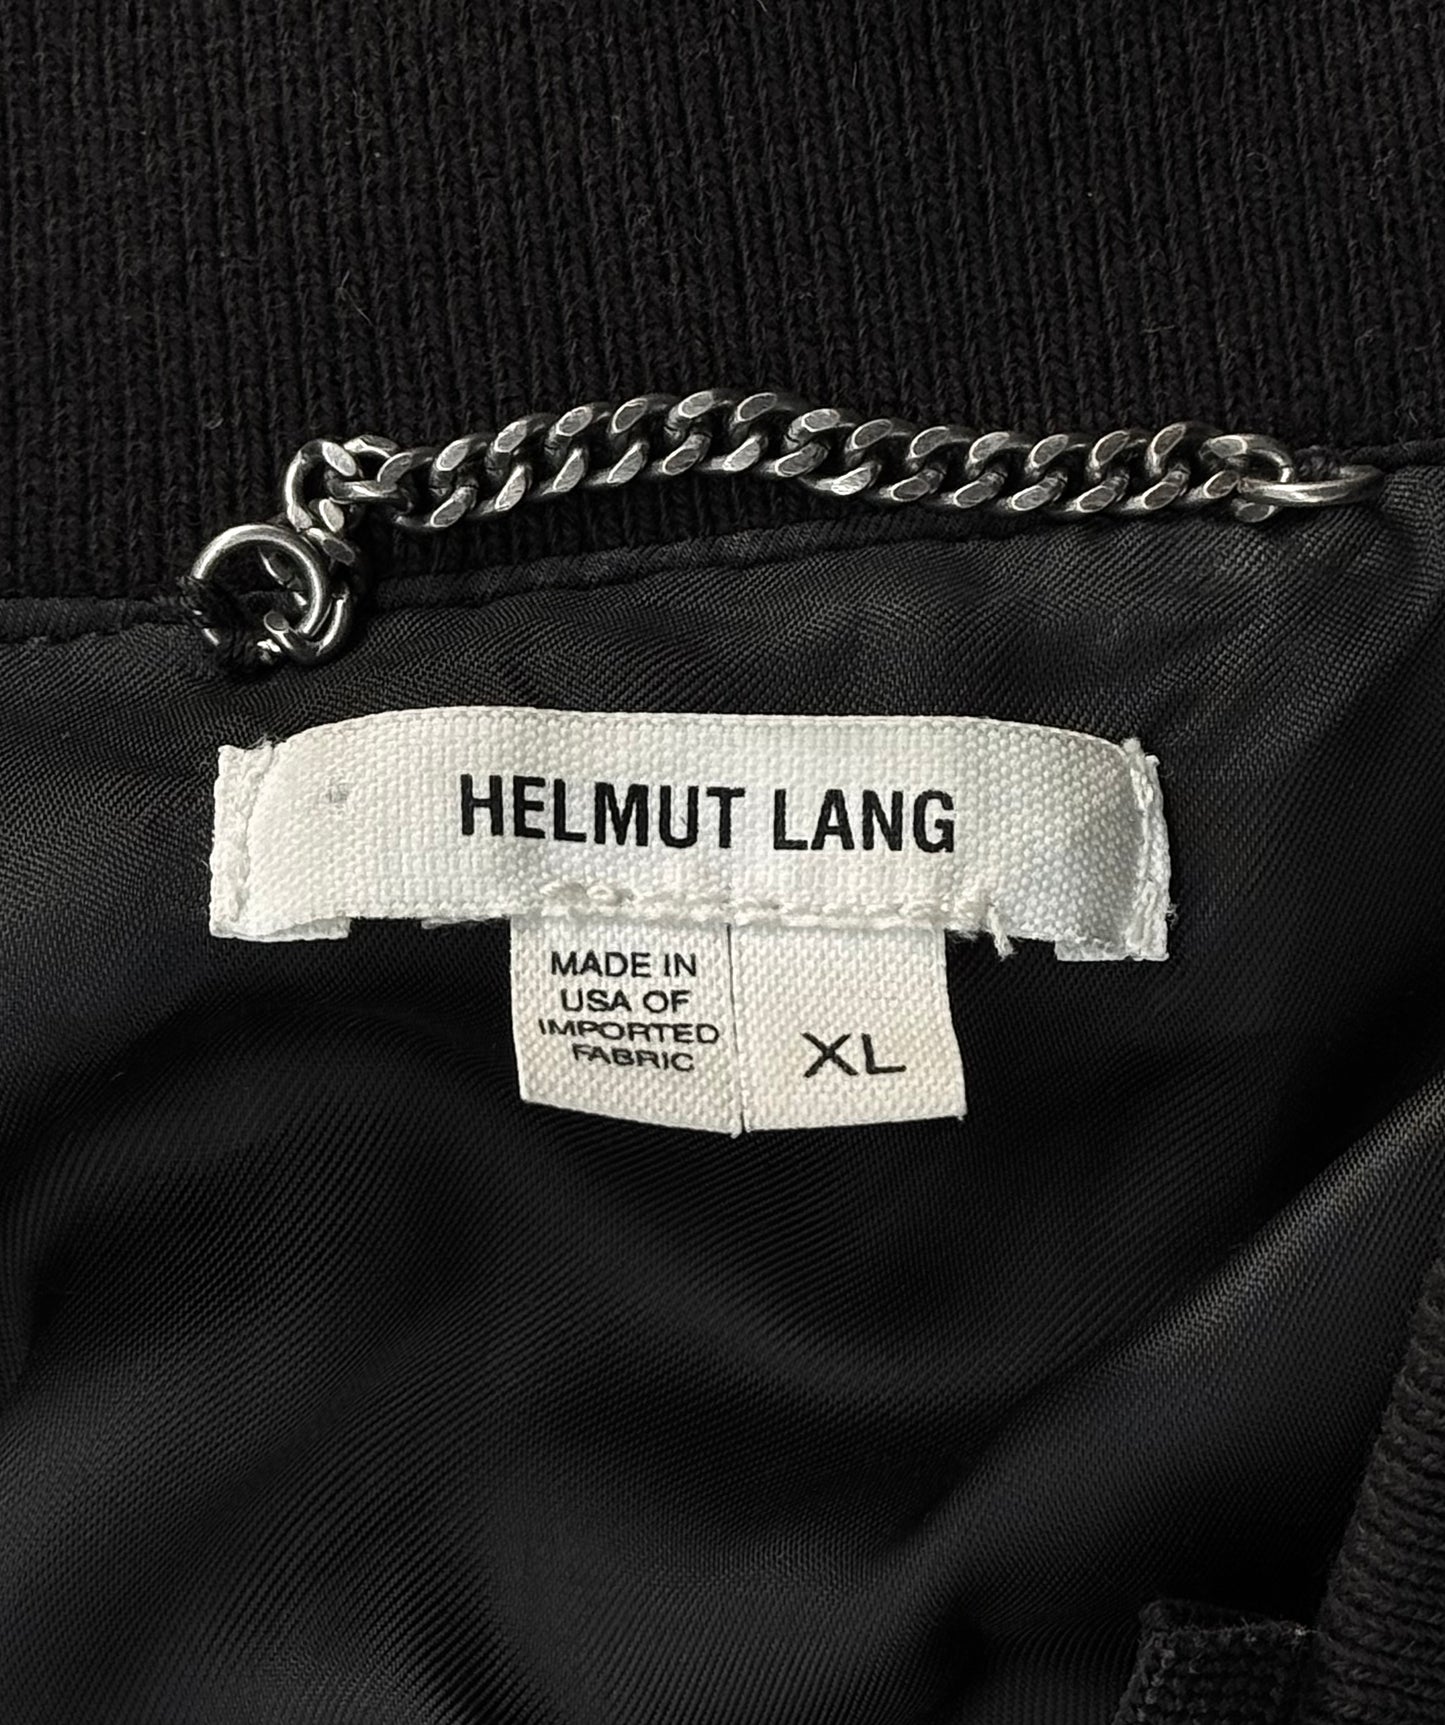 HELMUT LANG
MADE IN
USA OF
IMPORTED
FABRIC
XL